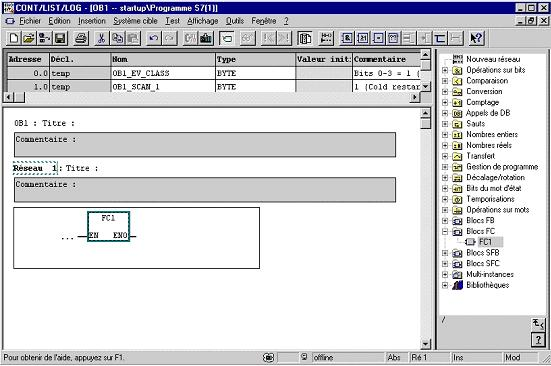 CONT/LIST/LOG - [OB1 -- startup\Programme S7(1)]
Fichier Edition Insertion Système cible Test Affichage Outils Fenêtre ?
Adresse Décl. Nom Type Valeur init: Commentaire
0.0 temp OB1_EV_CLASS BYTE Bits 0-3 = 1 (
1.0 temp OB1_SCAN_1 BYTE 1 (Cold restar
OB1 : Titre :
Commentaire :
Réseau 1: Titre :
Commentaire :
FC1
... EN ENO
Nouveau réseau
Opérations sur bits
Comparaison
Conversion
Comptage
Appels de DB
Sauts
Nombres entiers
Nombres réels
Transfert
Gestion de programme
Décalage/rotation
Bits du mot d'état
Temporisations
Opérations sur mots
Blocs FB
Blocs FC
FC1
Blocs SFB
Blocs SFC
Multi-instances
Bibliothèques
/
?
Pour obtenir de l'aide, appuyez sur F1. offline Abs Ré 1 Ins Mod